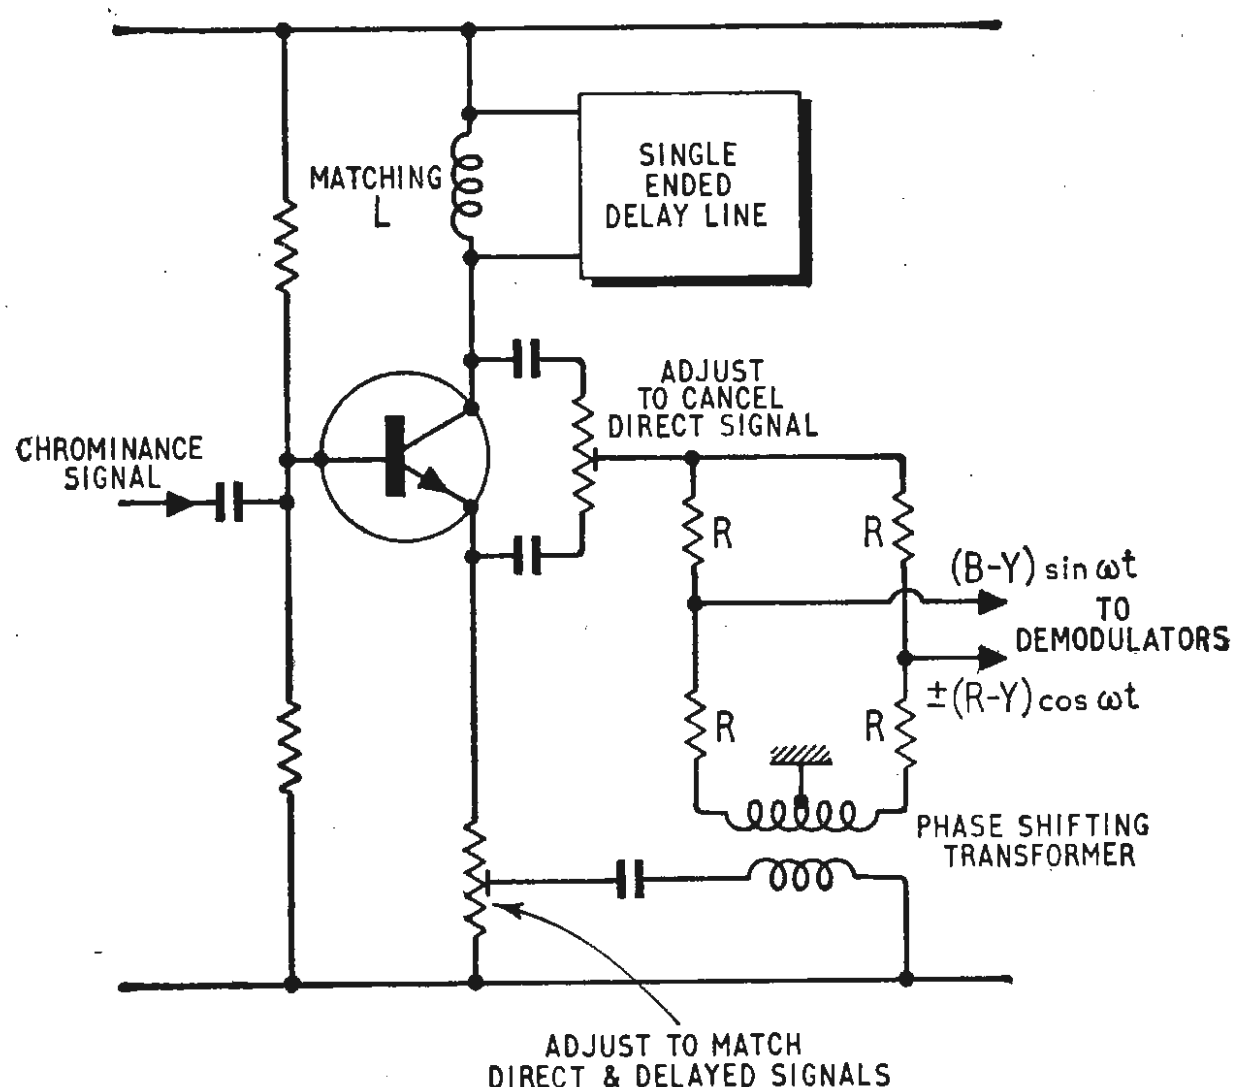 MATCHING
L
SINGLE
ENDED
DELAY LINE
ADJUST
TO CANCEL
DIRECT SIGNAL
CHROMINANCE
SIGNAL
R
R
(B-Y) sin ωt
TO
DEMODULATORS
±(R-Y) cos ωt
R
R
PHASE SHIFTING
TRANSFORMER
ADJUST TO MATCH
DIRECT & DELAYED SIGNALS